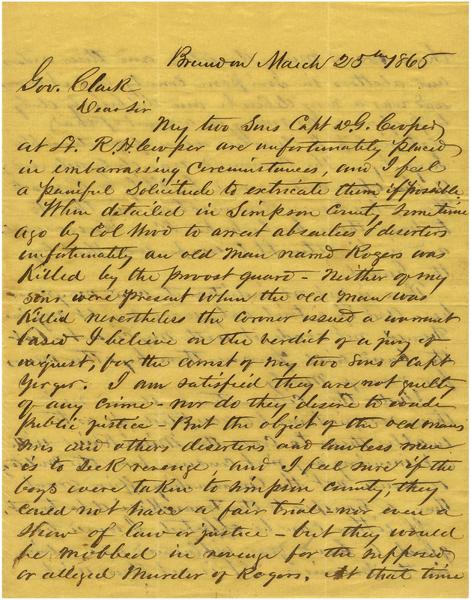 Brandon March 25th 1865
Gov. Clark
Dear Sir
My two Sons Capt D.G. Cooper
at Lt. R.H. Cooper are unfortunately placed
in embarrassing circumstances, and I feel
a painful solicitude to extricate them if possible
When detailed in Simpson County sometime
ago by Col Wood to arrest absentees & deserters
unfortunately an old man named Rogers was
killed by the provost guard - Neither of my
sons were present when the old man was
killed nevertheless the coroner issued a warrant
based I believe on the verdict of a jury of
inquest, for the arrest of my two Sons & Capt
Yerger. I am satisfied they are not guilty
of any crime - nor do they desire to evade
public justice - But the object of the old mans
sons and others deserters and lawless men
is to seek revenge and I feel sure if the
boys were taken to Simpson County, they
could not have a fair trial - nor even a
show of law or justice - but they would
be mobbed in revenge for the supposed
or alleged Murder of Rogers. At that time